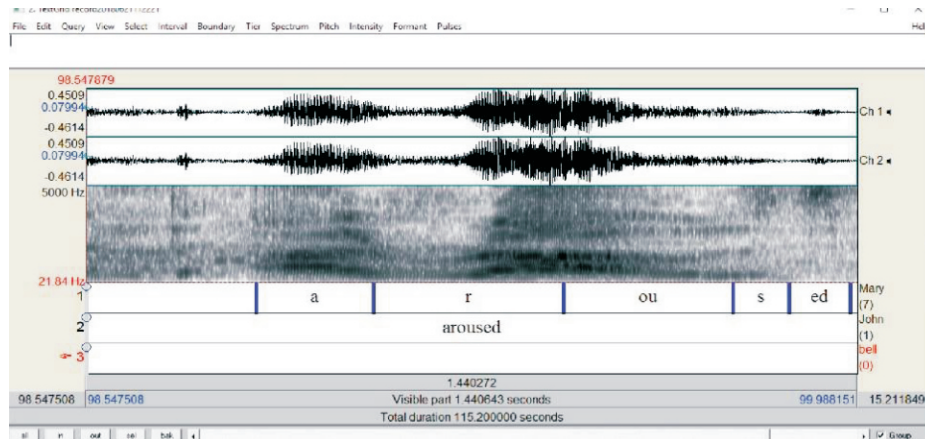 File Edit Query View Select Interval Boundary Tier Spectrum Pitch Intensity Formant Pulses Hel
98.547879
0.4509
0.07994
-0.4614
Ch 1
0.4509
0.07994
-0.4614
Ch 2
5000 Hz
21.84 Hz
1 a r ou s ed Mary (7)
2 aroused John (1)
3 bell (0)
1.440272
98.547508 98.547508 Visible part 1.440643 seconds 99.988151 15.211849
Total duration 115.200000 seconds
in out sel bak Group